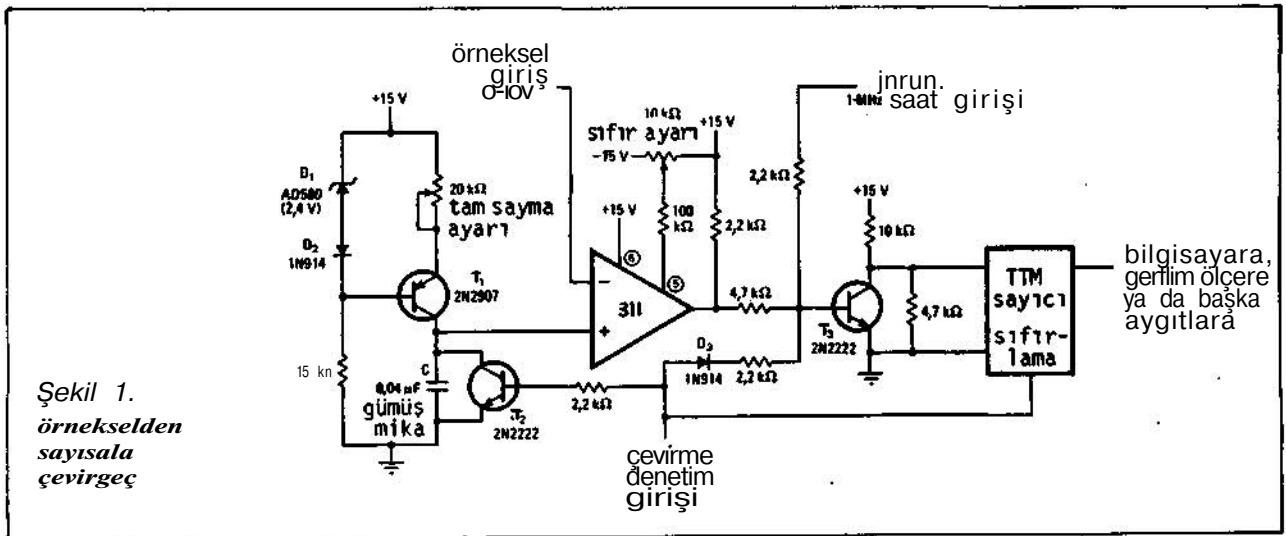 örneksel
giriş
0-10V
+15 V
D₁
AD580
(2,4 V)
D₂
1N914
20 kΩ
tam sayma
ayarı
T₁
2N2907
15 kn
C
0,04 µF
gümüş
mika
T₂
2N2222
2,2 kΩ
10 kΩ
sıfır ayarı
+15 V
-15 V
+15 V
100
kΩ
2,2 kΩ
6
5
−
311
+
4,7 kΩ
D₃
1N914
2,2 kΩ
çevirme
denetim
girişi
1-MHz saat girişi
2,2 kΩ
+15 V
10 kΩ
T₃
2N2222
4,7 kΩ
TTM
sayıcı
sıfır-
lama
bilgisayara,
gerilim ölçere
ya da başka
aygıtlara
Şekil 1.
örnekselden
sayısala
çevirgeç